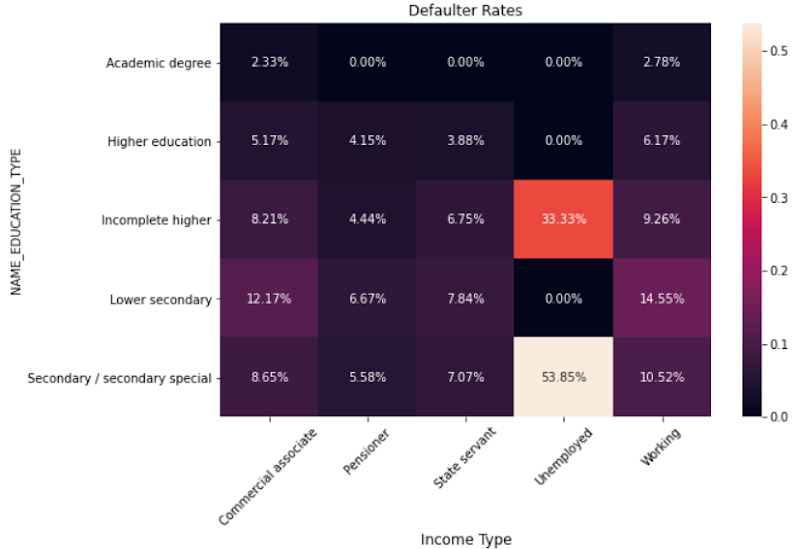 Defaulter Rates
NAME_EDUCATION_TYPE
Academic degree 2.33% 0.00% 0.00% 0.00% 2.78%
Higher education 5.17% 4.15% 3.88% 0.00% 6.17%
Incomplete higher 8.21% 4.44% 6.75% 33.33% 9.26%
Lower secondary 12.17% 6.67% 7.84% 0.00% 14.55%
Secondary / secondary special 8.65% 5.58% 7.07% 53.85% 10.52%
Commercial associate Pensioner State servant Unemployed Working
Income Type
0.5
0.4
0.3
0.2
0.1
0.0